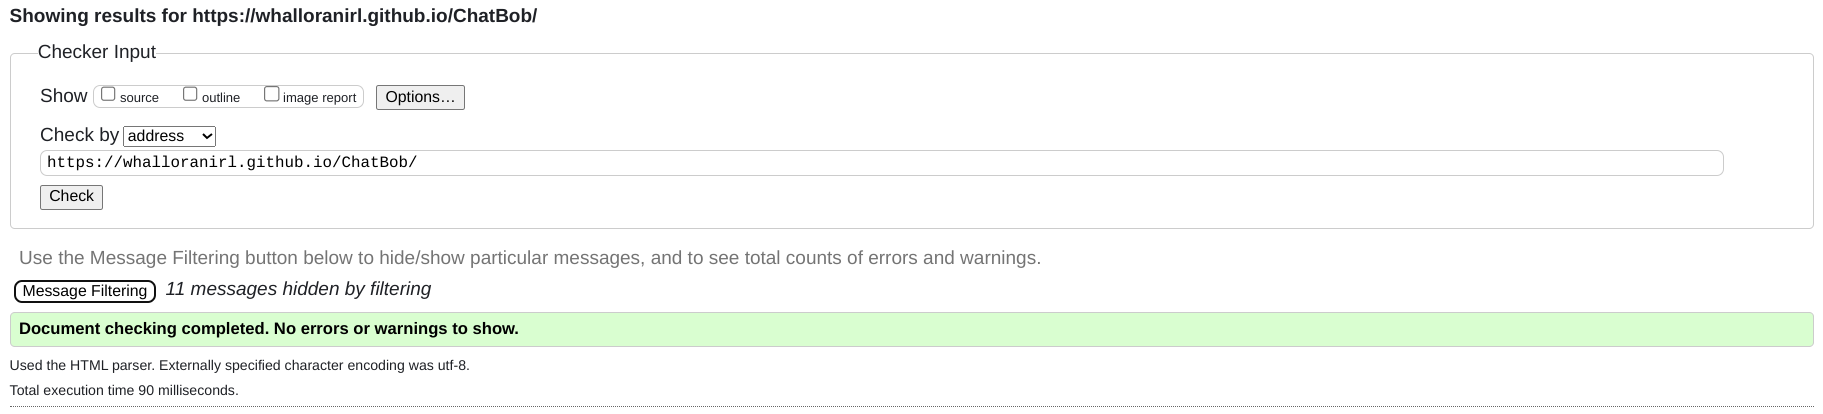 Showing results for https://whalloranirl.github.io/ChatBob/
Checker Input
Show source outline image report Options...
Check by address
https://whalloranirl.github.io/ChatBob/
Check
Use the Message Filtering button below to hide/show particular messages, and to see total counts of errors and warnings.
Message Filtering 11 messages hidden by filtering
Document checking completed. No errors or warnings to show.
Used the HTML parser. Externally specified character encoding was utf-8.
Total execution time 90 milliseconds.